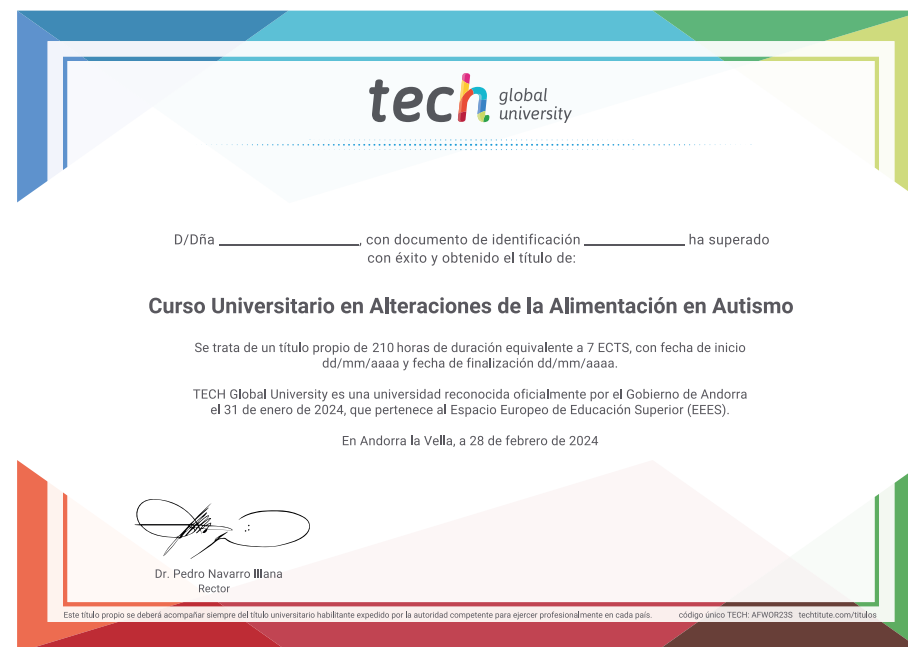 tech global university
D/Dña ____________________, con documento de identificación ______________ ha superado
con éxito y obtenido el título de:
Curso Universitario en Alteraciones de la Alimentación en Autismo
Se trata de un título propio de 210 horas de duración equivalente a 7 ECTS, con fecha de inicio
dd/mm/aaaa y fecha de finalización dd/mm/aaaa.
TECH Global University es una universidad reconocida oficialmente por el Gobierno de Andorra
el 31 de enero de 2024, que pertenece al Espacio Europeo de Educación Superior (EEES).
En Andorra la Vella, a 28 de febrero de 2024
Dr. Pedro Navarro Illana
Rector
Este título propio se deberá acompañar siempre del título universitario habilitante expedido por la autoridad competente para ejercer profesionalmente en cada país. código único TECH: AFWOR23S techtitute.com/titulos